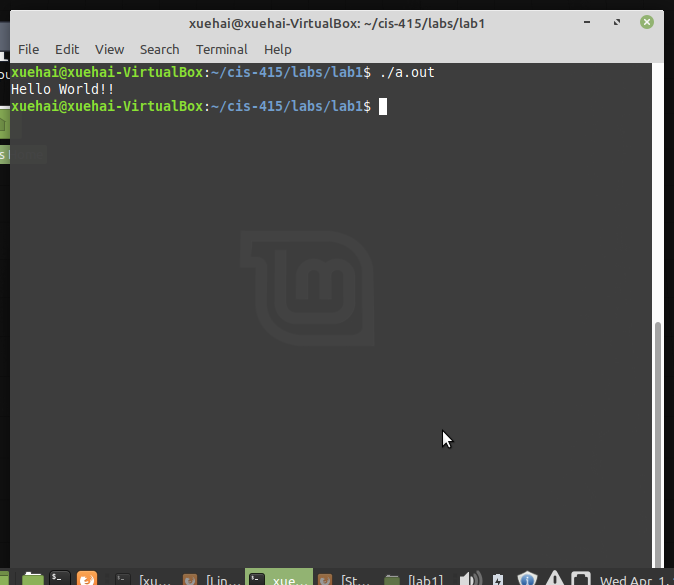 xuehai@xuehai-VirtualBox: ~/cis-415/labs/lab1
File Edit View Search Terminal Help
xuehai@xuehai-VirtualBox:~/cis-415/labs/lab1$ ./a.out
Hello World!!
xuehai@xuehai-VirtualBox:~/cis-415/labs/lab1$
[xu... [Lin... xue... [St... [lab1] Wed Apr 1,